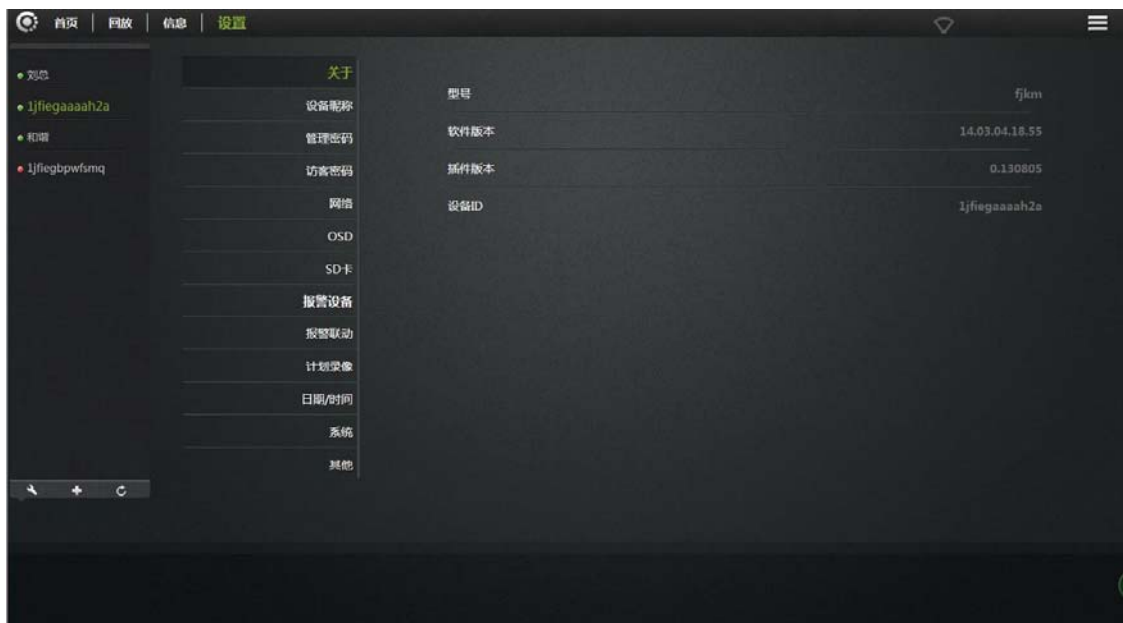 首页 | 回放 | 信息 | 设置
刘总
1jfiegaaaah2a
和谐
1jfiegbpwfsmq
关于
设备昵称
管理密码
访客密码
网络
OSD
SD卡
报警设备
报警联动
计划录像
日期/时间
系统
其他
型号 fjkm
软件版本 14.03.04.18.55
插件版本 0.130805
设备ID 1jfiegaaaah2a